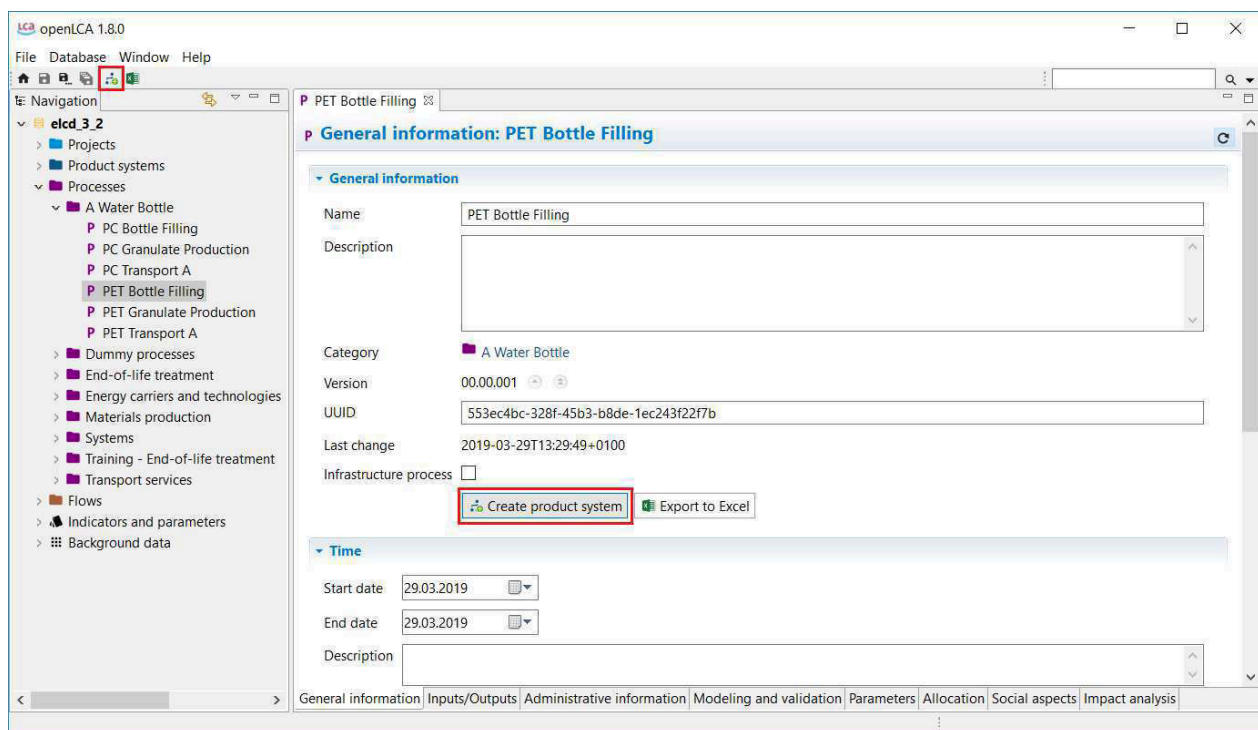 LCa openLCA 1.8.0
File Database Window Help
Navigation
elcd_3_2
Projects
Product systems
Processes
A Water Bottle
P PC Bottle Filling
P PC Granulate Production
P PC Transport A
P PET Bottle Filling
P PET Granulate Production
P PET Transport A
Dummy processes
End-of-life treatment
Energy carriers and technologies
Materials production
Systems
Training - End-of-life treatment
Transport services
Flows
Indicators and parameters
Background data
P PET Bottle Filling
P General information: PET Bottle Filling
General information
Name PET Bottle Filling
Description
Category A Water Bottle
Version 00.00.001
UUID 553ec4bc-328f-45b3-b8de-1ec243f22f7b
Last change 2019-03-29T13:29:49+0100
Infrastructure process
Create product system Export to Excel
Time
Start date 29.03.2019
End date 29.03.2019
Description
General information Inputs/Outputs Administrative information Modeling and validation Parameters Allocation Social aspects Impact analysis